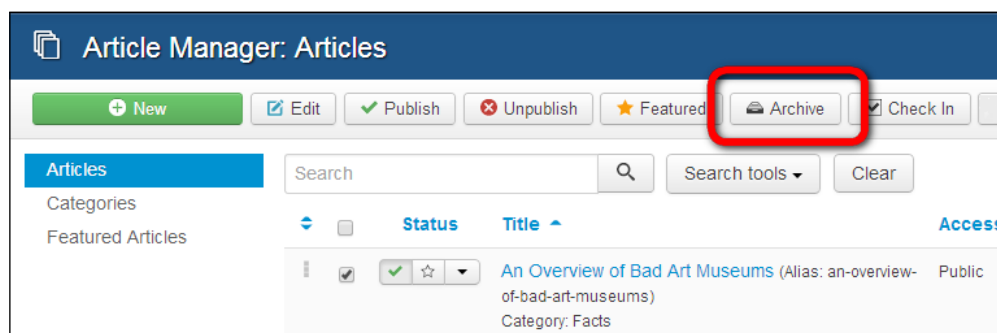 Article Manager: Articles
New Edit Publish Unpublish Featured Archive Check In
Articles
Search Search tools Clear
Categories
Featured Articles
Status Title Access
An Overview of Bad Art Museums (Alias: an-overview- Public
of-bad-art-museums)
Category: Facts